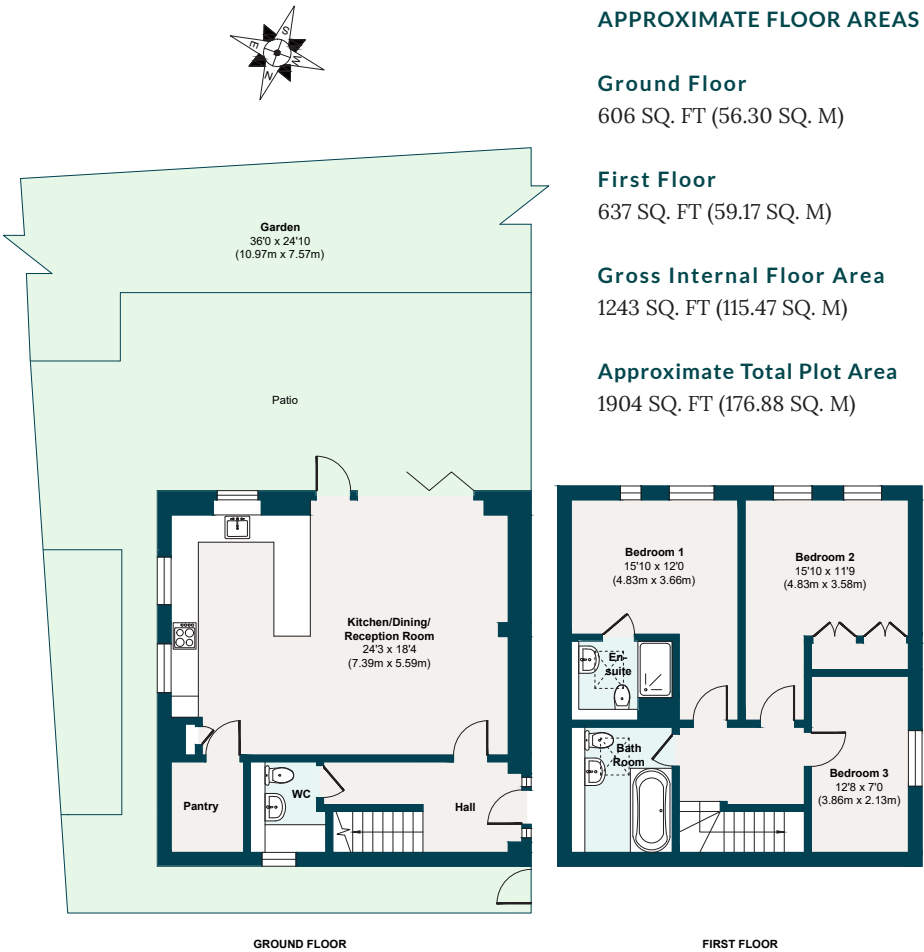 APPROXIMATE FLOOR AREAS
Ground Floor
606 SQ. FT (56.30 SQ. M)
First Floor
637 SQ. FT (59.17 SQ. M)
Gross Internal Floor Area
1243 SQ. FT (115.47 SQ. M)
Approximate Total Plot Area
1904 SQ. FT (176.88 SQ. M)
S
E
W
N
Garden
36'0 x 24'10
(10.97m x 7.57m)
Patio
Kitchen/Dining/
Reception Room
24'3 x 18'4
(7.39m x 5.59m)
Pantry
WC
Hall
GROUND FLOOR
Bedroom 1
15'10 x 12'0
(4.83m x 3.66m)
Bedroom 2
15'10 x 11'9
(4.83m x 3.58m)
En-
suite
Bath
Room
Bedroom 3
12'8 x 7'0
(3.86m x 2.13m)
FIRST FLOOR